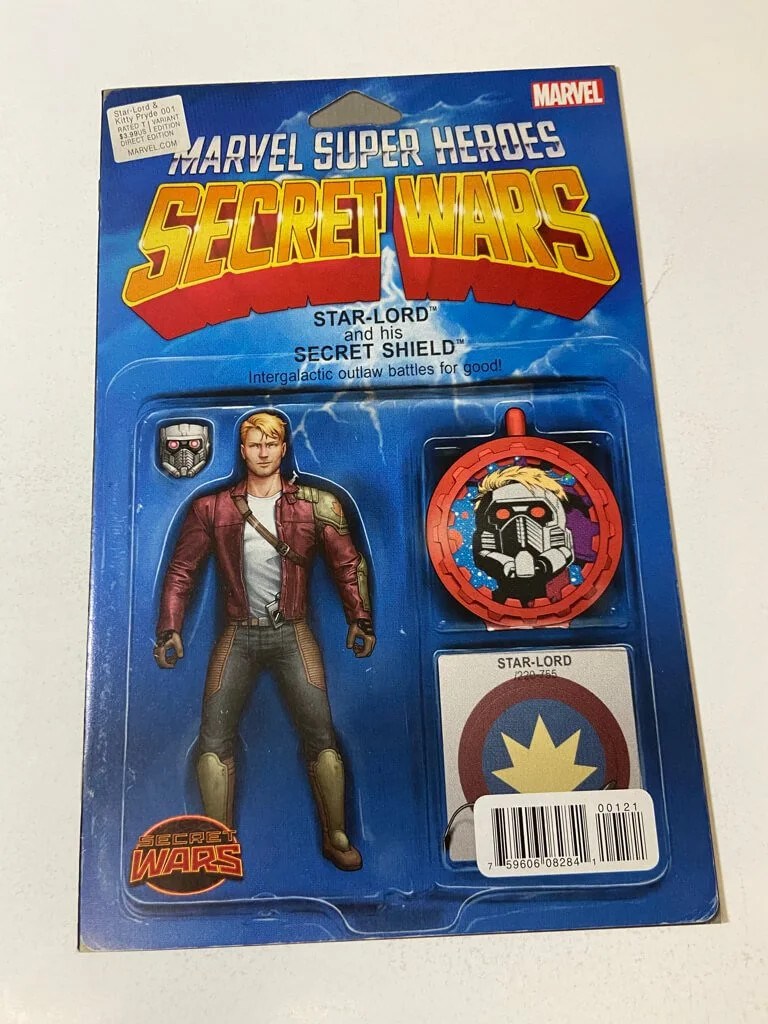 Star-Lord &
Kitty Pryde 001
RATED T | VARIANT
$3.99US | EDITION
DIRECT EDITION
MARVEL.COM
MARVEL
MARVEL SUPER HEROES
SECRET WARS
STAR-LORD™
and his
SECRET SHIELD™
Intergalactic outlaw battles for good!
STAR-LORD
SECRET
WARS
00121
7 59606 08284 1